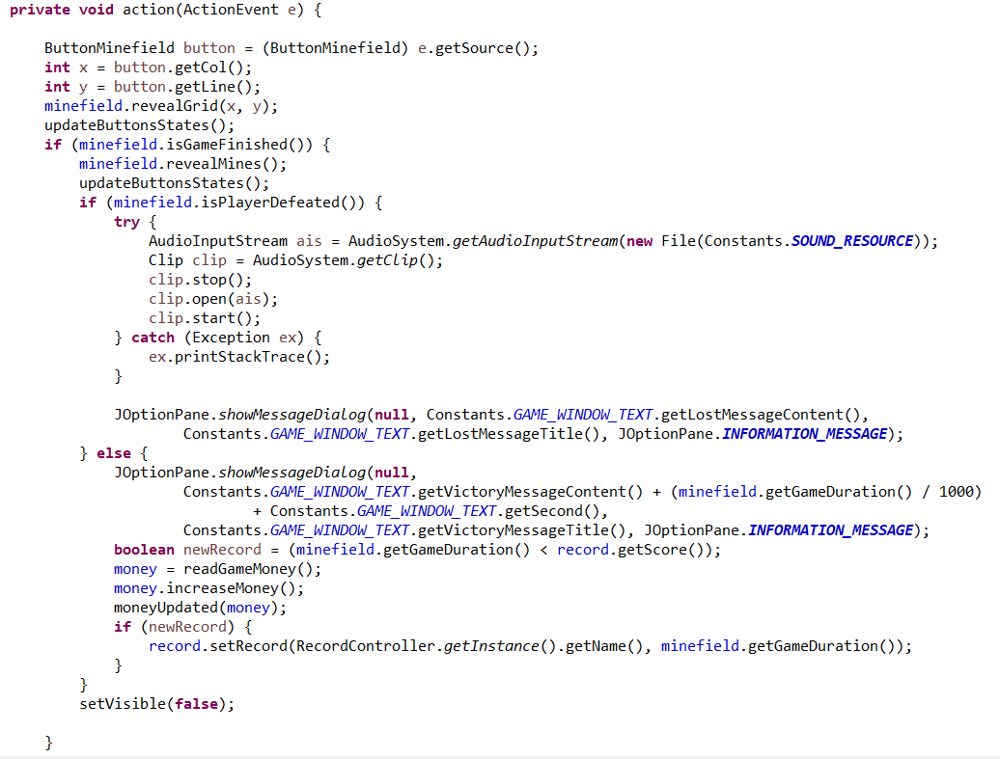 private void action(ActionEvent e) {

    ButtonMinefield button = (ButtonMinefield) e.getSource();
    int x = button.getCol();
    int y = button.getLine();
    minefield.revealGrid(x, y);
    updateButtonsStates();
    if (minefield.isGameFinished()) {
        minefield.revealMines();
        updateButtonsStates();
        if (minefield.isPlayerDefeated()) {
            try {
                AudioInputStream ais = AudioSystem.getAudioInputStream(new File(Constants.SOUND_RESOURCE));
                Clip clip = AudioSystem.getClip();
                clip.stop();
                clip.open(ais);
                clip.start();
            } catch (Exception ex) {
                ex.printStackTrace();
            }

            JOptionPane.showMessageDialog(null, Constants.GAME_WINDOW_TEXT.getLostMessageContent(),
                    Constants.GAME_WINDOW_TEXT.getLostMessageTitle(), JOptionPane.INFORMATION_MESSAGE);
        } else {
            JOptionPane.showMessageDialog(null,
                    Constants.GAME_WINDOW_TEXT.getVictoryMessageContent() + (minefield.getGameDuration() / 1000)
                            + Constants.GAME_WINDOW_TEXT.getSecond(),
                    Constants.GAME_WINDOW_TEXT.getVictoryMessageTitle(), JOptionPane.INFORMATION_MESSAGE);
            boolean newRecord = (minefield.getGameDuration() < record.getScore());
            money = readGameMoney();
            money.increaseMoney();
            moneyUpdated(money);
            if (newRecord) {
                record.setRecord(RecordController.getInstance().getName(), minefield.getGameDuration());
            }
        }
        setVisible(false);

    }